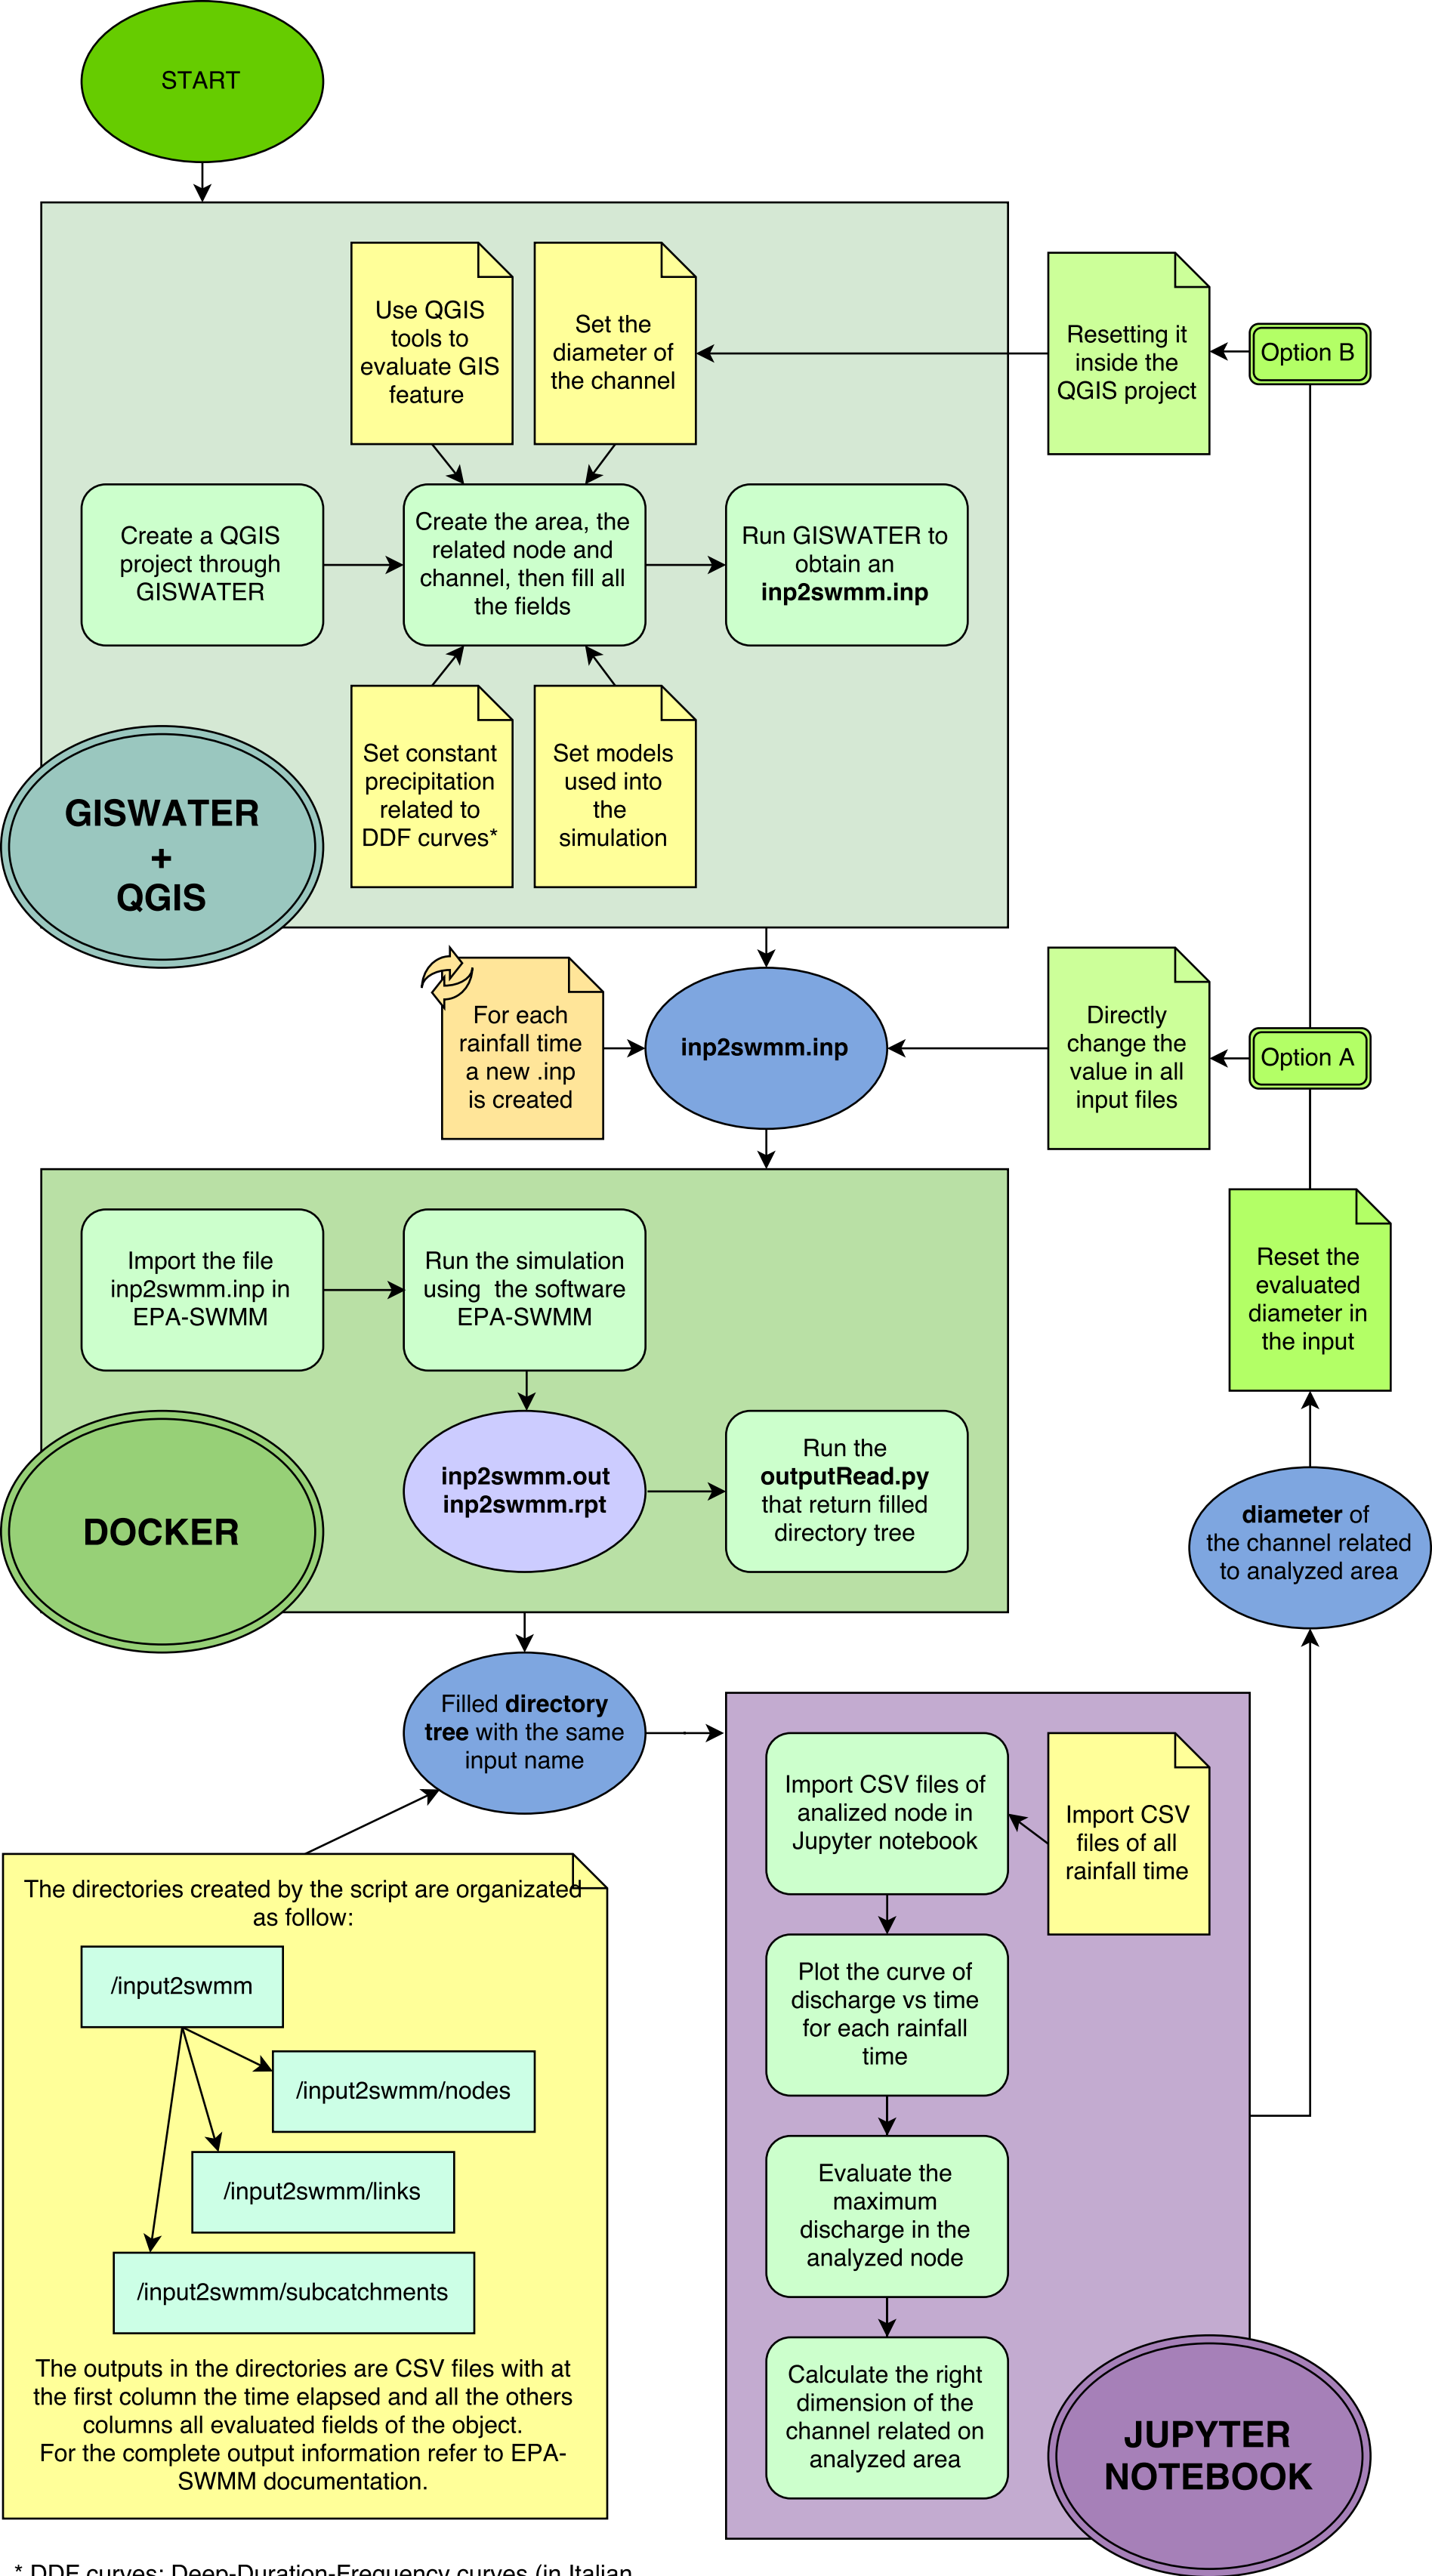 START
Use QGIS
tools to
evaluate GIS
feature
Set the
diameter of
the channel
Resetting it
inside the
QGIS project
Option B
Create a QGIS
project through
GISWATER
Create the area, the
related node and
channel, then fill all
the fields
Run GISWATER to
obtain an
inp2swmm.inp
Set constant
precipitation
related to
DDF curves*
Set models
used into
the
simulation
GISWATER
+
QGIS
For each
rainfall time
a new .inp
is created
inp2swmm.inp
Directly
change the
value in all
input files
Option A
Import the file
inp2swmm.inp in
EPA-SWMM
Run the simulation
using  the software
EPA-SWMM
Reset the
evaluated
diameter in
the input
inp2swmm.out
inp2swmm.rpt
Run the
outputRead.py
that return filled
directory tree
DOCKER
diameter of
the channel related
to analyzed area
Filled directory
tree with the same
input name
Import CSV files of
analized node in
Jupyter notebook
Import CSV
files of all
rainfall time
The directories created by the script are organizated
as follow:
/input2swmm
/input2swmm/nodes
/input2swmm/links
/input2swmm/subcatchments
The outputs in the directories are CSV files with at
the first column the time elapsed and all the others
columns all evaluated fields of the object.
For the complete output information refer to EPA-
SWMM documentation.
Plot the curve of
discharge vs time
for each rainfall
time
Evaluate the
maximum
discharge in the
analyzed node
Calculate the right
dimension of the
channel related on
analyzed area
JUPYTER
NOTEBOOK
* DDF curves: Deep-Duration-Frequency curves (in Italian